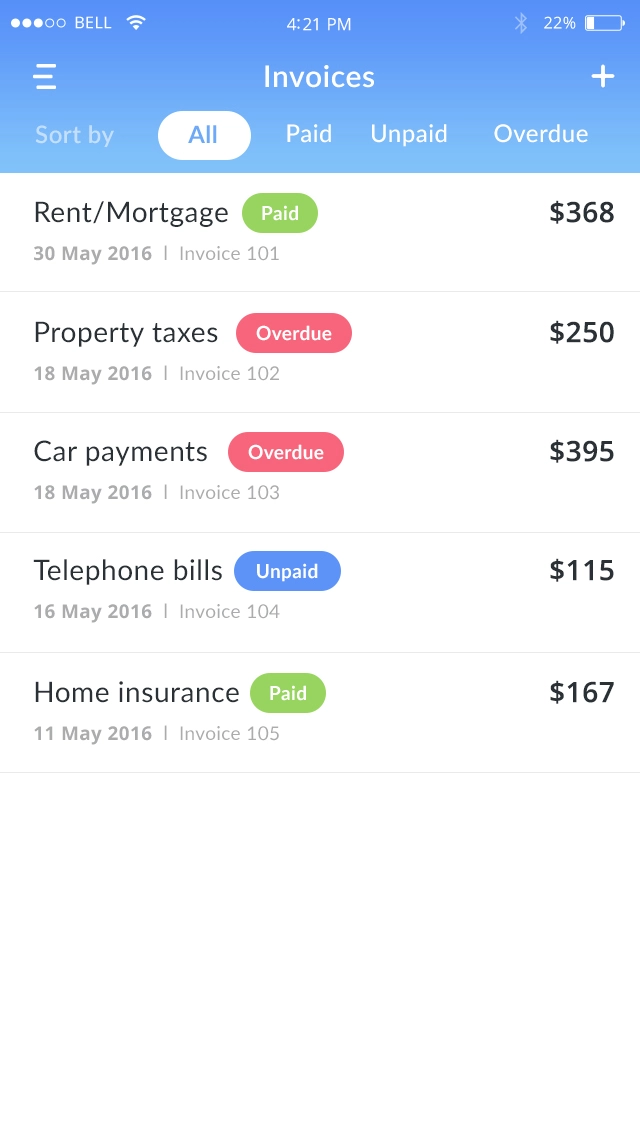 BELL 4:21 PM 22%
Invoices
Sort by All Paid Unpaid Overdue
Rent/Mortgage Paid $368
30 May 2016 | Invoice 101
Property taxes Overdue $250
18 May 2016 | Invoice 102
Car payments Overdue $395
18 May 2016 | Invoice 103
Telephone bills Unpaid $115
16 May 2016 | Invoice 104
Home insurance Paid $167
11 May 2016 | Invoice 105